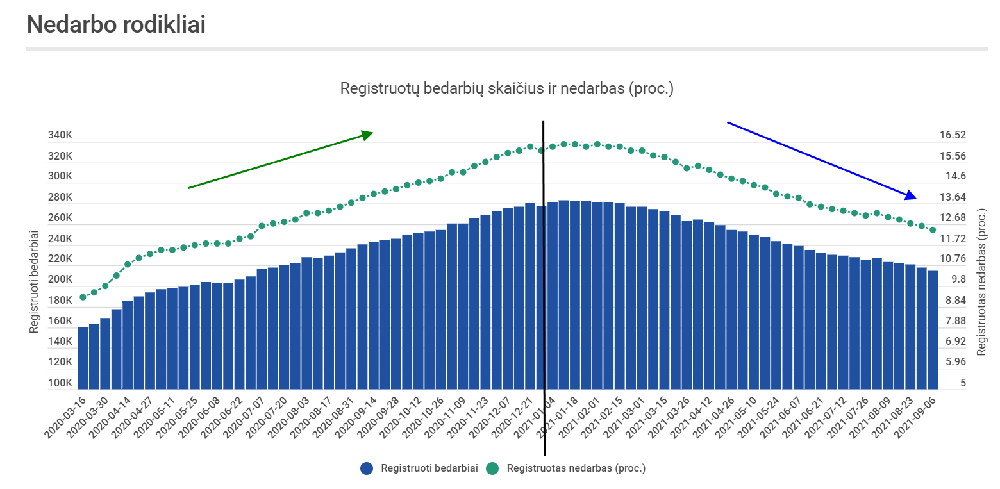 Nedarbo rodikliai
Registruotų bedarbių skaičius ir nedarbas (proc.)
Registruoti bedarbiai
340K
320K
300K
280K
260K
240K
220K
200K
180K
160K
140K
120K
100K
16.52
15.56
14.6
13.64
12.68
11.72
10.76
9.8
8.84
7.88
6.92
5.96
5
Registruotas nedarbas (proc.)
2020-03-16
2020-03-30
2020-04-14
2020-04-27
2020-05-11
2020-05-25
2020-06-08
2020-06-22
2020-07-07
2020-07-20
2020-08-03
2020-08-17
2020-08-31
2020-09-14
2020-09-28
2020-10-12
2020-10-26
2020-11-09
2020-11-23
2020-12-07
2020-12-21
2021-01-04
2021-01-18
2021-02-01
2021-02-15
2021-03-01
2021-03-15
2021-03-26
2021-04-12
2021-04-26
2021-05-10
2021-05-24
2021-06-07
2021-06-21
2021-07-12
2021-07-26
2021-08-09
2021-08-23
2021-09-06
Registruoti bedarbiai
Registruotas nedarbas (proc.)